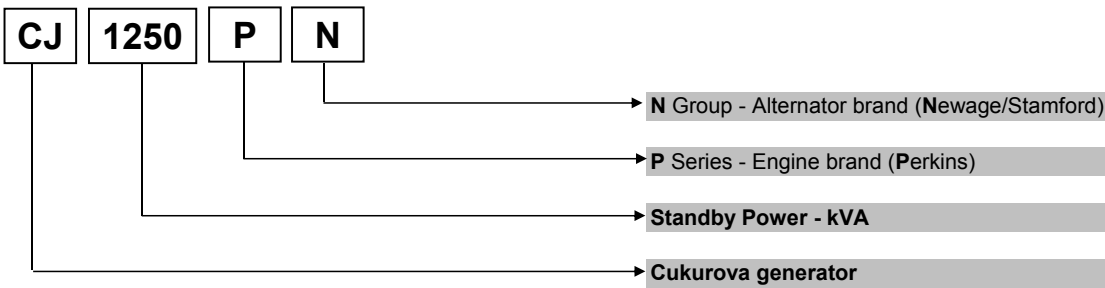 CJ 1250 P N
N Group - Alternator brand (Newage/Stamford)
P Series - Engine brand (Perkins)
Standby Power - kVA
Cukurova generator